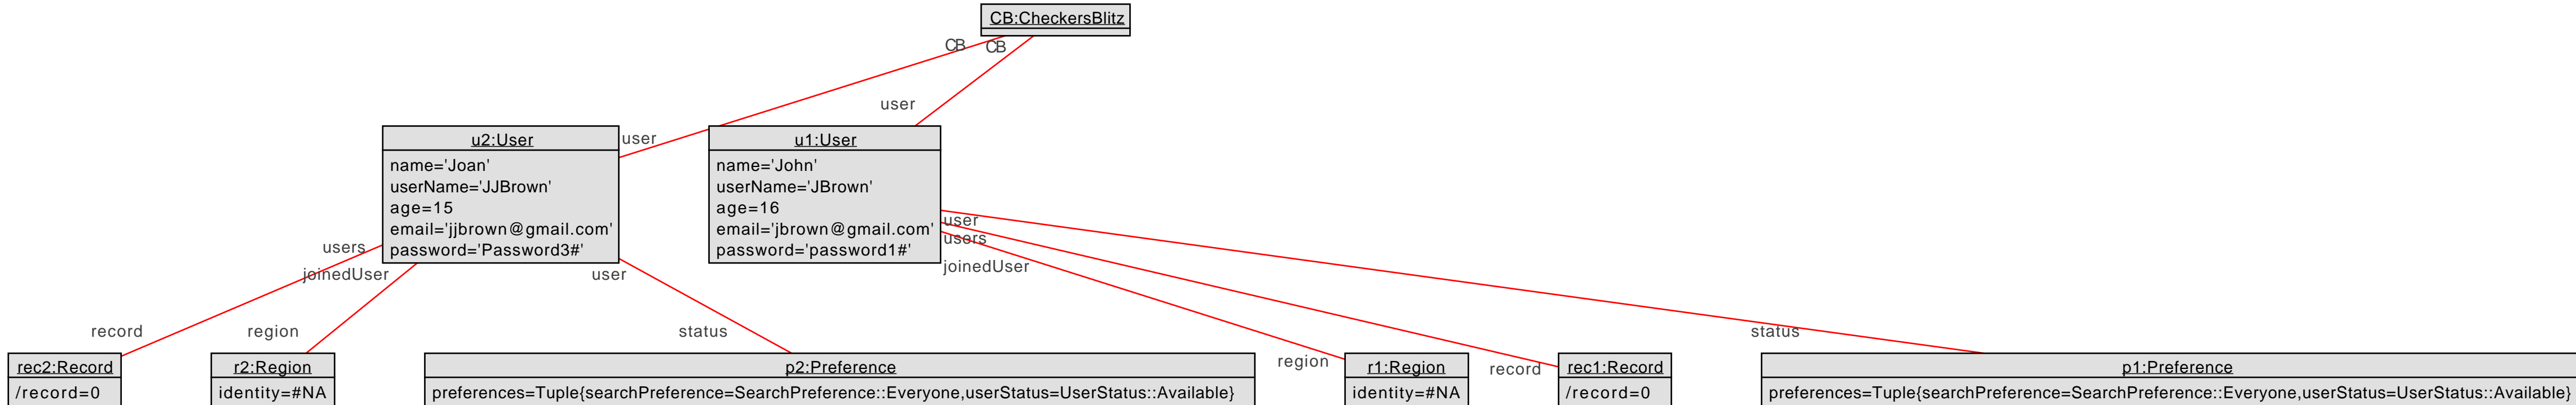 CB:CheckersBlitz
CB
CB
user
user
u2:User
name='Joan'
userName='JJBrown'
age=15
email='jjbrown@gmail.com'
password='Password3#'
u1:User
name='John'
userName='JBrown'
age=16
email='jbrown@gmail.com'
password='password1#'
users
joinedUser
user
user
users
joinedUser
record
region
status
region
record
status
rec2:Record
/record=0
r2:Region
identity=#NA
p2:Preference
preferences=Tuple{searchPreference=SearchPreference::Everyone,userStatus=UserStatus::Available}
r1:Region
identity=#NA
rec1:Record
/record=0
p1:Preference
preferences=Tuple{searchPreference=SearchPreference::Everyone,userStatus=UserStatus::Available}